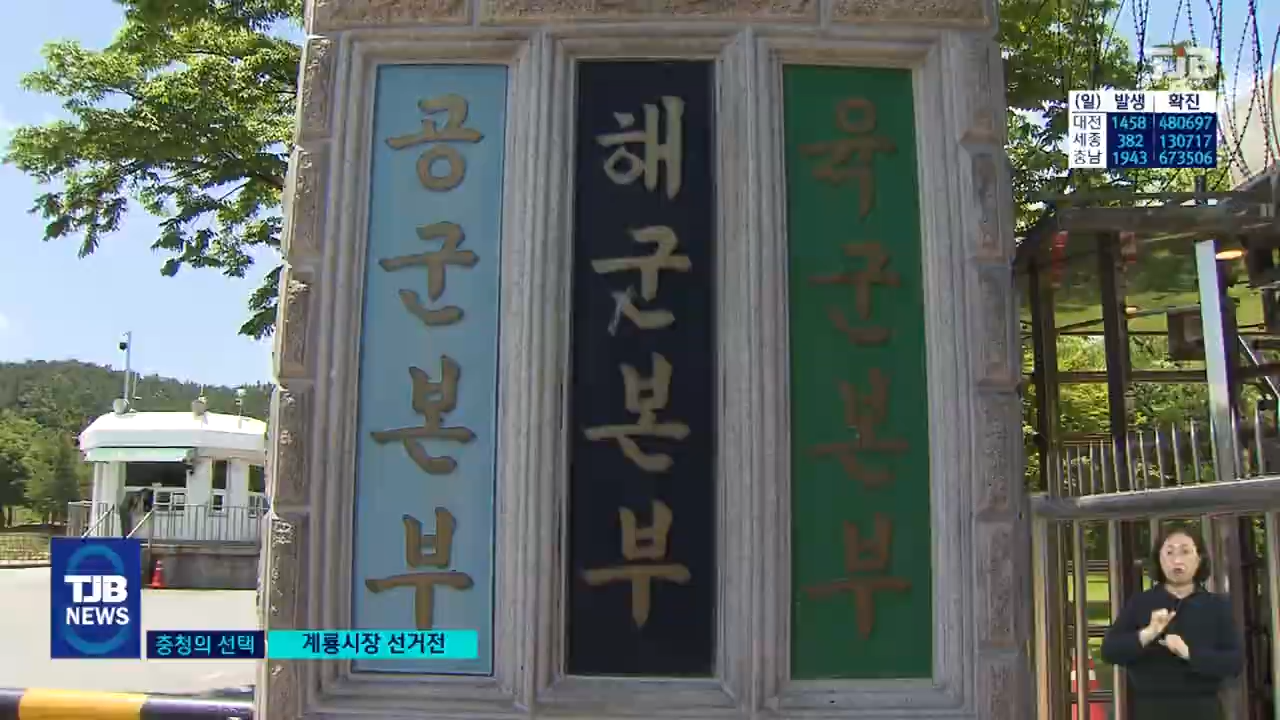 공군본부
해군본부
육군본부
TJB
(일) 발생 확진
대전 1458 480697
세종 382 130717
충남 1943 673506
TJB
NEWS
충청의 선택
계룡시장 선거전